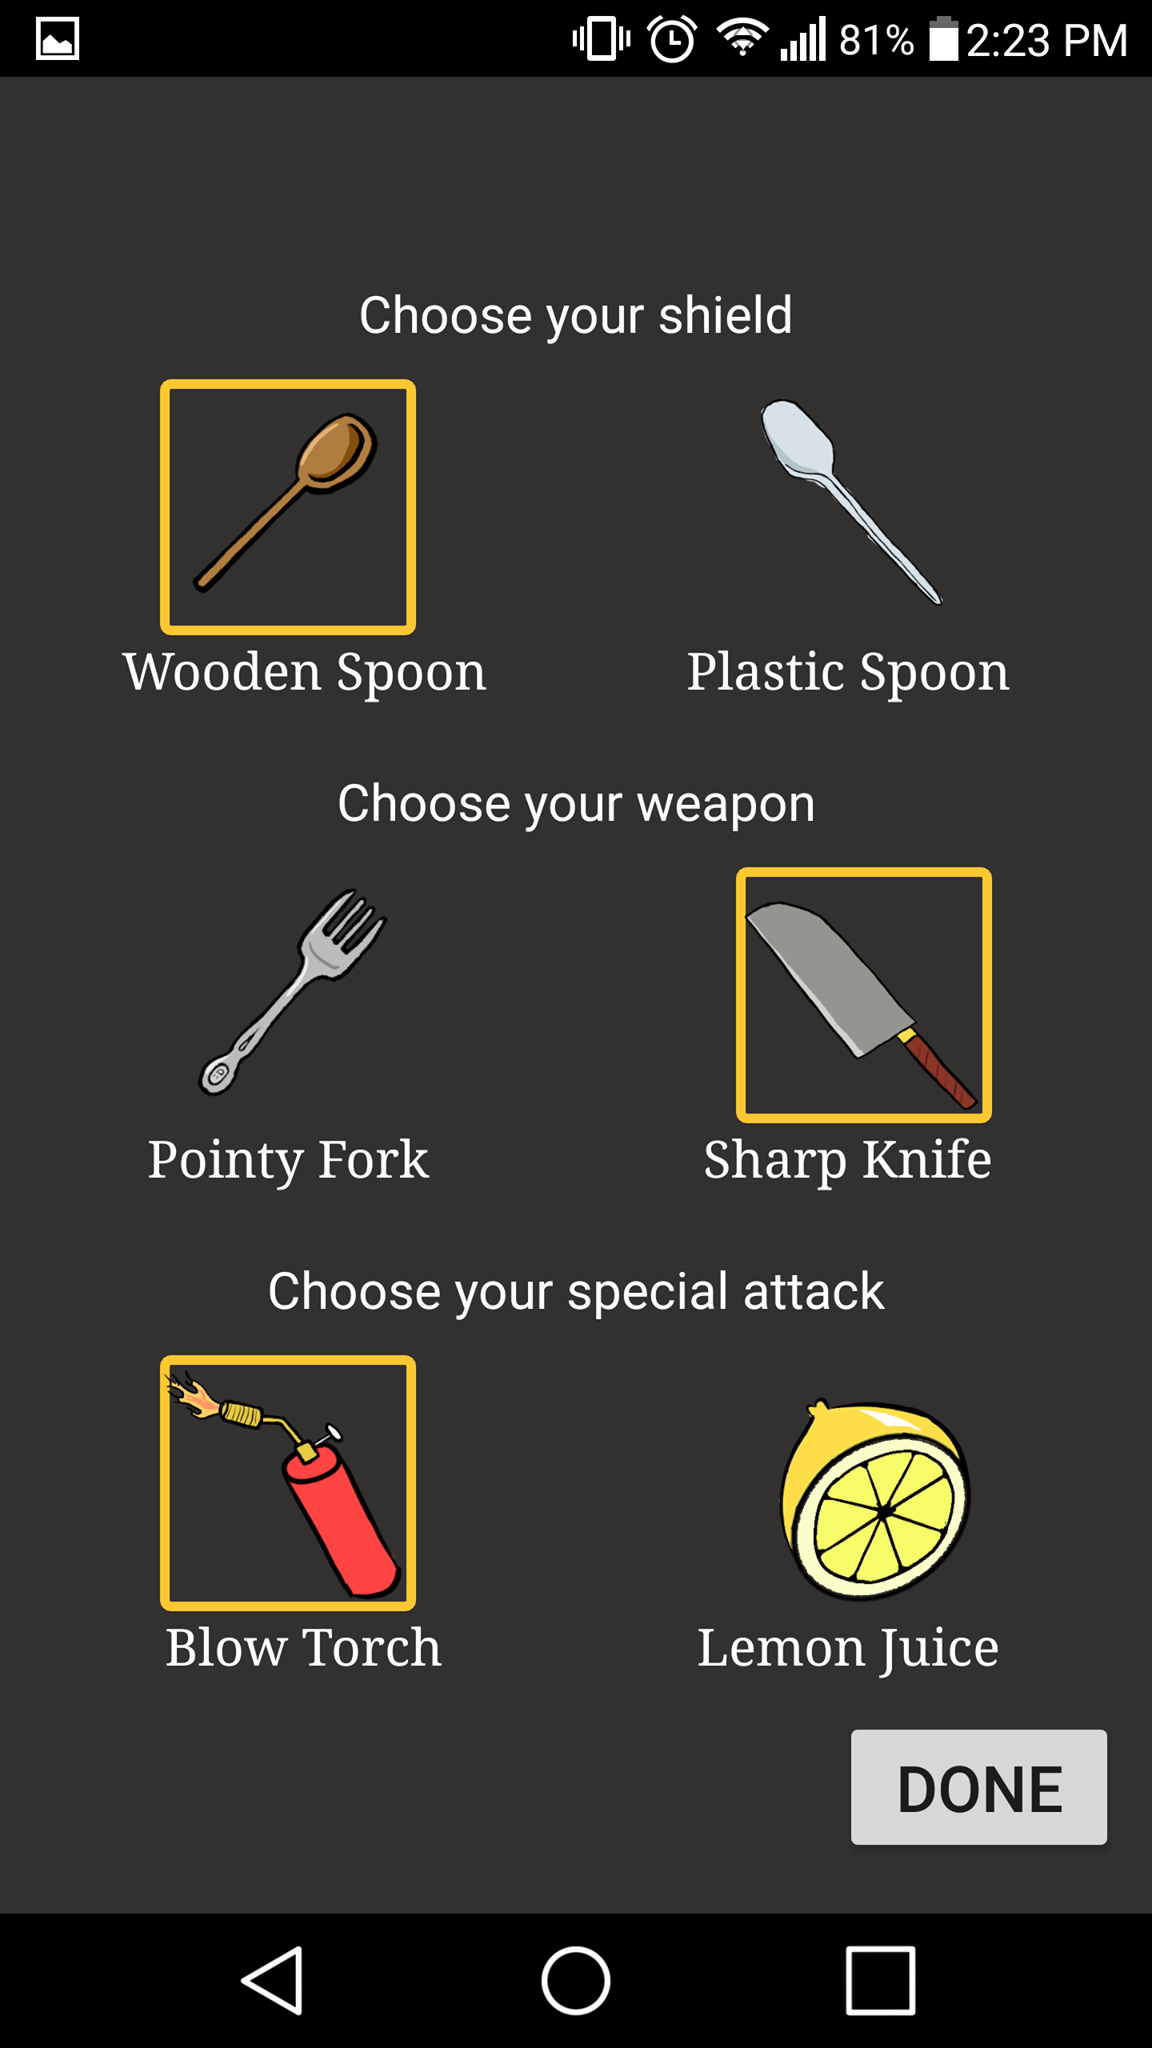 81% 2:23 PM
Choose your shield
Wooden Spoon Plastic Spoon
Choose your weapon
Pointy Fork Sharp Knife
Choose your special attack
Blow Torch Lemon Juice
DONE